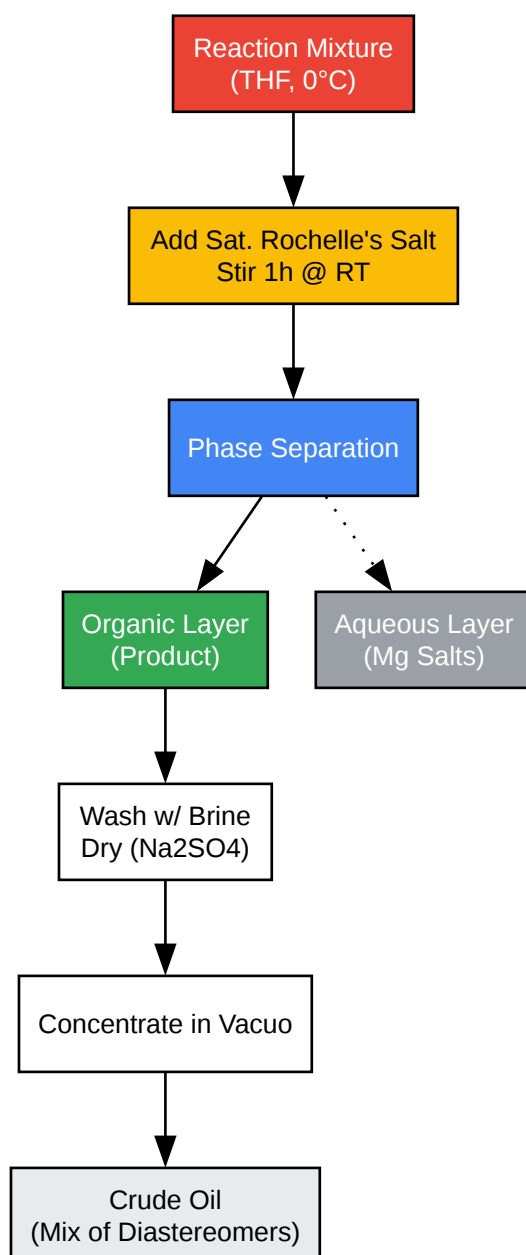 Reaction Mixture
(THF, 0°C)
Add Sat. Rochelle's Salt
Stir 1h @ RT
Phase Separation
Organic Layer
(Product)
Aqueous Layer
(Mg Salts)
Wash w/ Brine
Dry (Na2SO4)
Concentrate in Vacuo
Crude Oil
(Mix of Diastereomers)